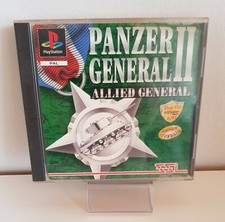 PlayStation
PAL
PANZER
GENERAL II
ALLIED GENERAL
SSI